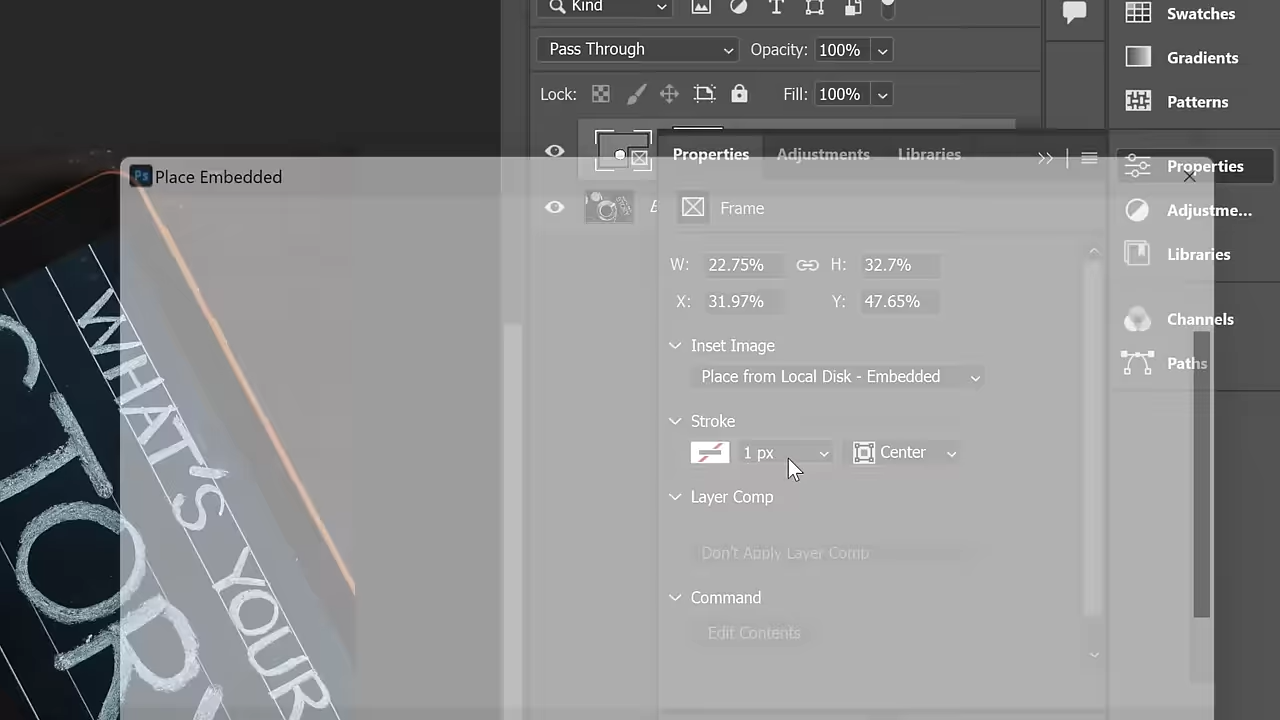 Kind
Pass Through Opacity: 100%
Lock: Fill: 100%
Swatches
Gradients
Patterns
Properties
Adjustme...
Libraries
Channels
Paths
Ps Place Embedded
Properties Adjustments Libraries
Frame
W: 22.75% H: 32.7%
X: 31.97% Y: 47.65%
Inset Image
Place from Local Disk - Embedded
Stroke
1 px Center
Layer Comp
Don't Apply Layer Comp
Command
Edit Contents
WHAT'S YOUR